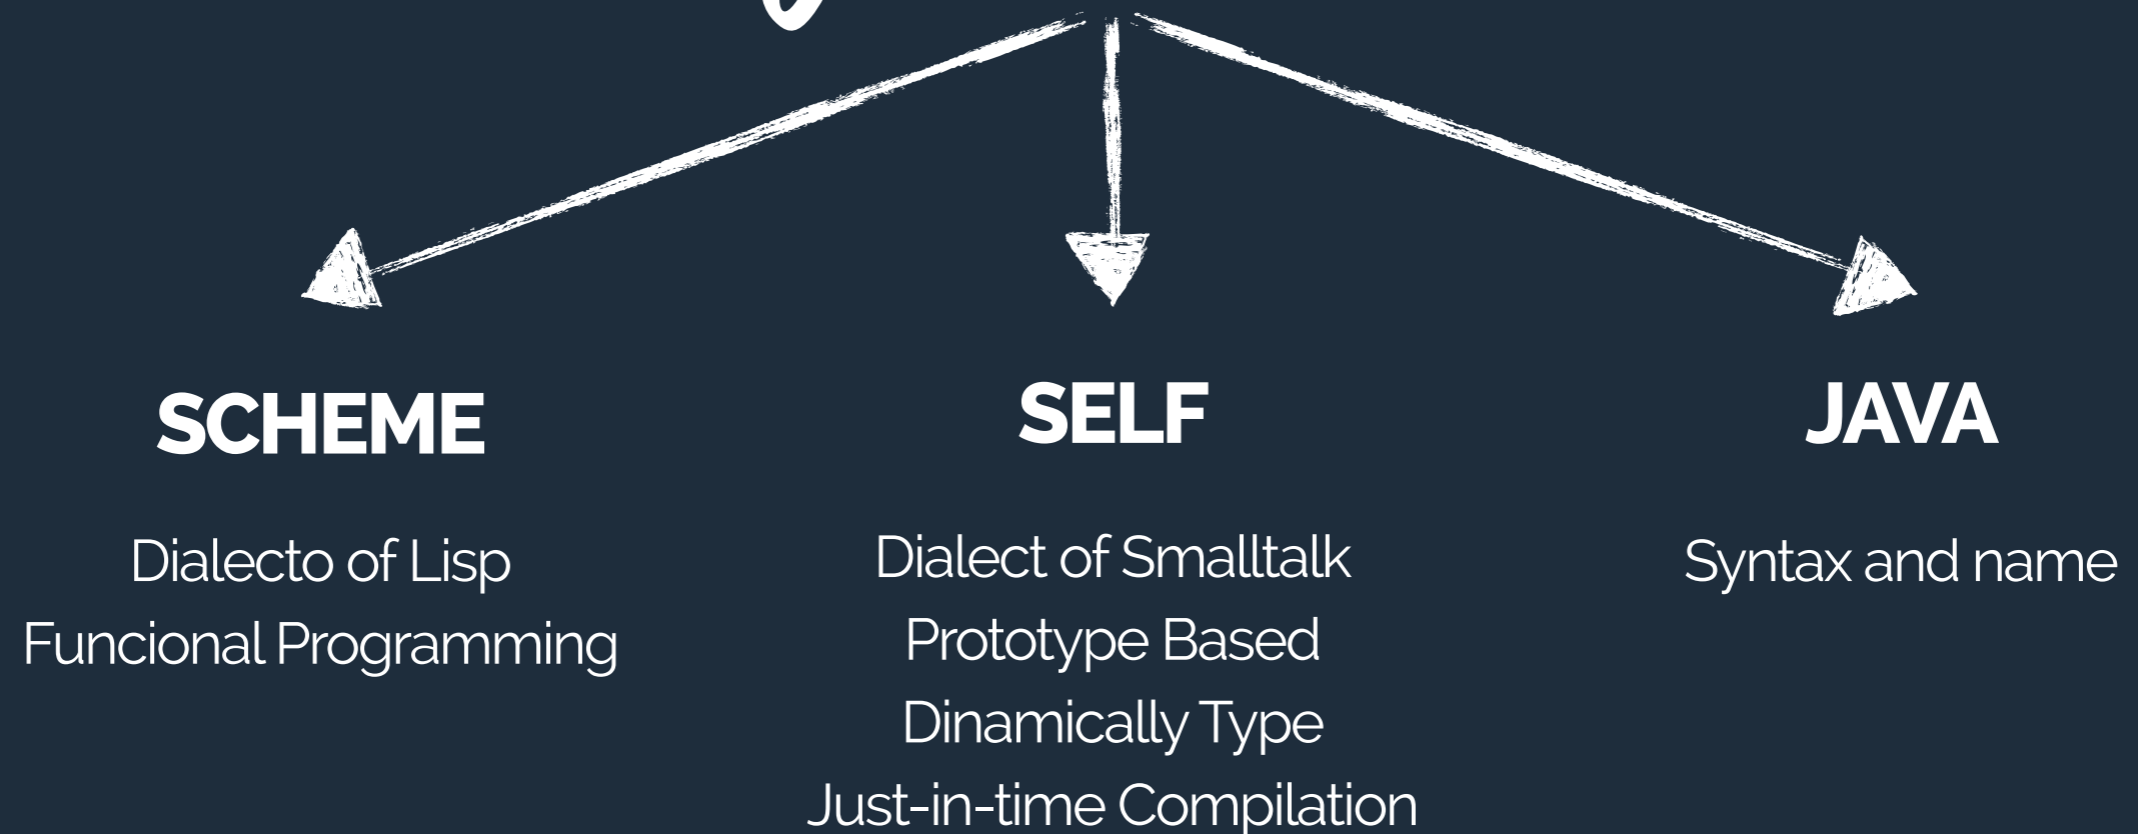 SCHEME
Dialecto of Lisp
Funcional Programming
SELF
Dialect of Smalltalk
Prototype Based
Dinamically Type
Just-in-time Compilation
JAVA
Syntax and name